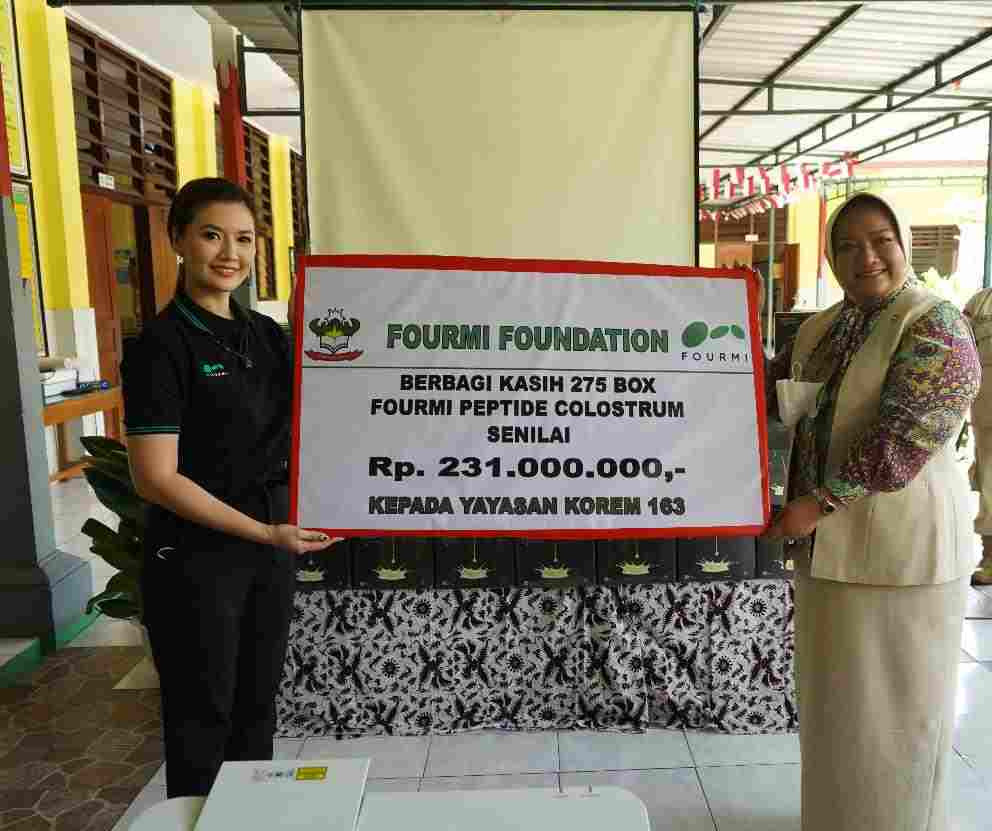 FOURMI FOUNDATION
FOURMI
BERBAGI KASIH 275 BOX
FOURMI PEPTIDE COLOSTRUM
SENILAI
Rp. 231.000.000,-
KEPADA YAYASAN KOREM 163
FOURMI